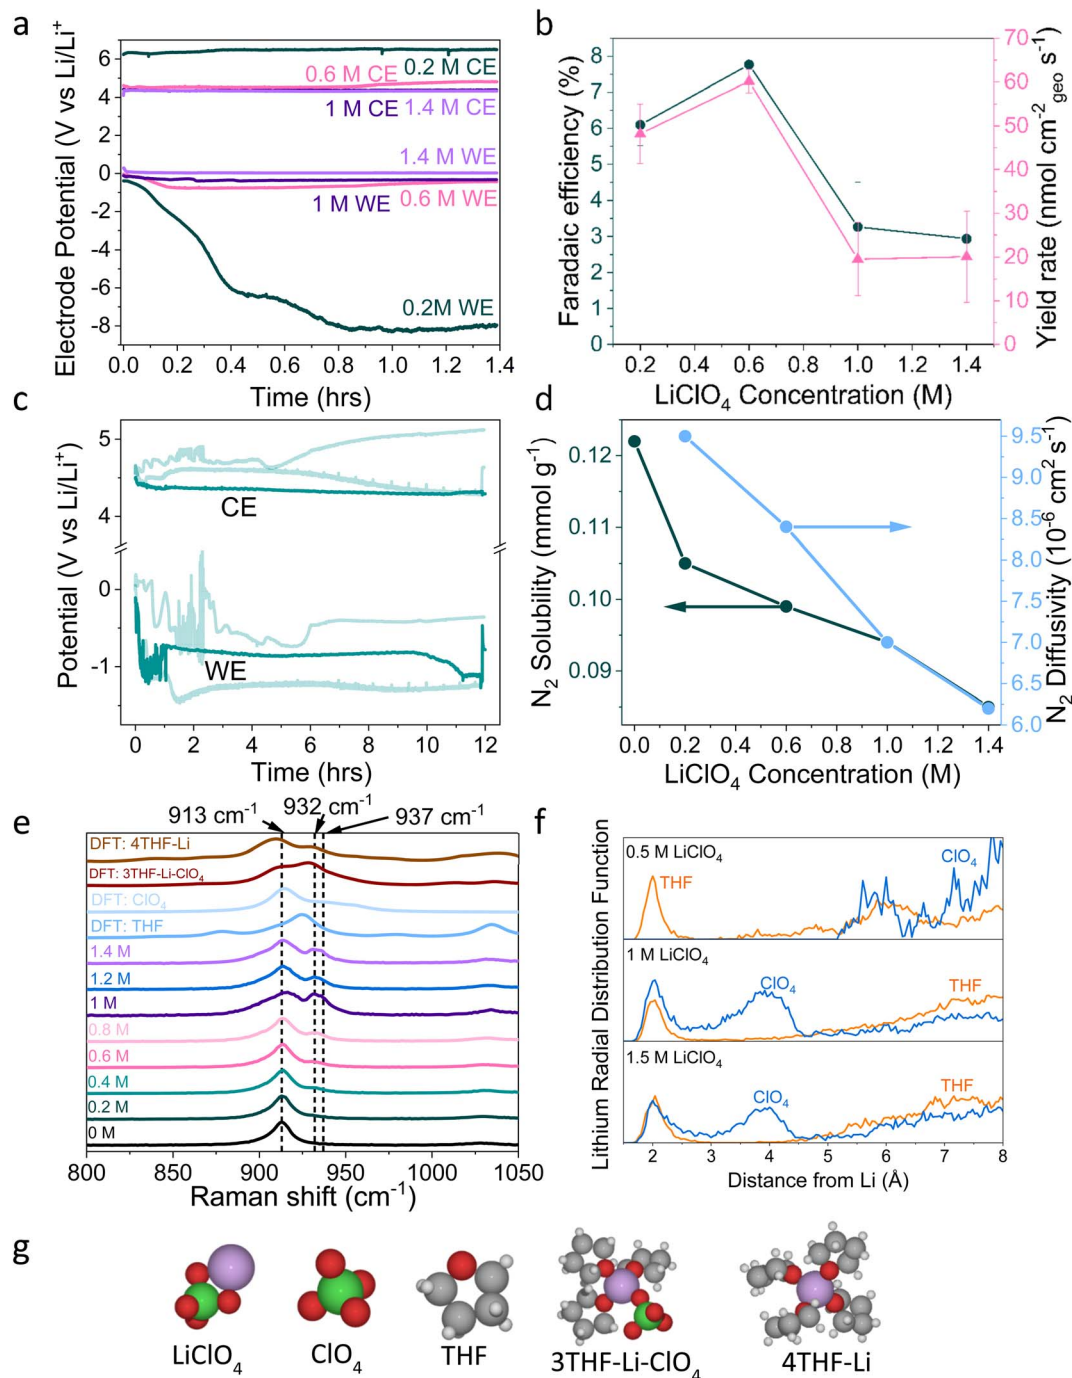 a
Electrode Potential (V vs Li/Li+)
6
4
2
0
-2
-4
-6
-8
0.6 M CE
0.2 M CE
1 M CE
1.4 M CE
1.4 M WE
1 M WE
0.6 M WE
0.2M WE
0.0 0.2 0.4 0.6 0.8 1.0 1.2 1.4
Time (hrs)
b
Faradaic efficiency (%)
8
7
6
5
4
3
2
1
0
70
60
50
40
30
20
10
0
Yield rate (nmol cm-2 geo s-1)
0.2 0.4 0.6 0.8 1.0 1.2 1.4
LiClO4 Concentration (M)
c
Potential (V vs Li/Li+)
5
4
0
-1
CE
WE
0 2 4 6 8 10 12
Time (hrs)
d
N2 Solubility (mmol g-1)
0.12
0.11
0.10
0.09
9.5
9.0
8.5
8.0
7.5
7.0
6.5
6.0
N2 Diffusivity (10-6 cm2 s-1)
0.0 0.2 0.4 0.6 0.8 1.0 1.2 1.4
LiClO4 Concentration (M)
e
913 cm-1
932 cm-1
937 cm-1
DFT: 4THF-Li
DFT: 3THF-Li-ClO4
DFT: ClO4
DFT: THF
1.4 M
1.2 M
1 M
0.8 M
0.6 M
0.4 M
0.2 M
0 M
800 850 900 950 1000 1050
Raman shift (cm-1)
f
Lithium Radial Distribution Function
0.5 M LiClO4
THF
ClO4
1 M LiClO4
ClO4
THF
1.5 M LiClO4
ClO4
THF
2 3 4 5 6 7 8
Distance from Li (Å)
g
LiClO4
ClO4
THF
3THF-Li-ClO4
4THF-Li